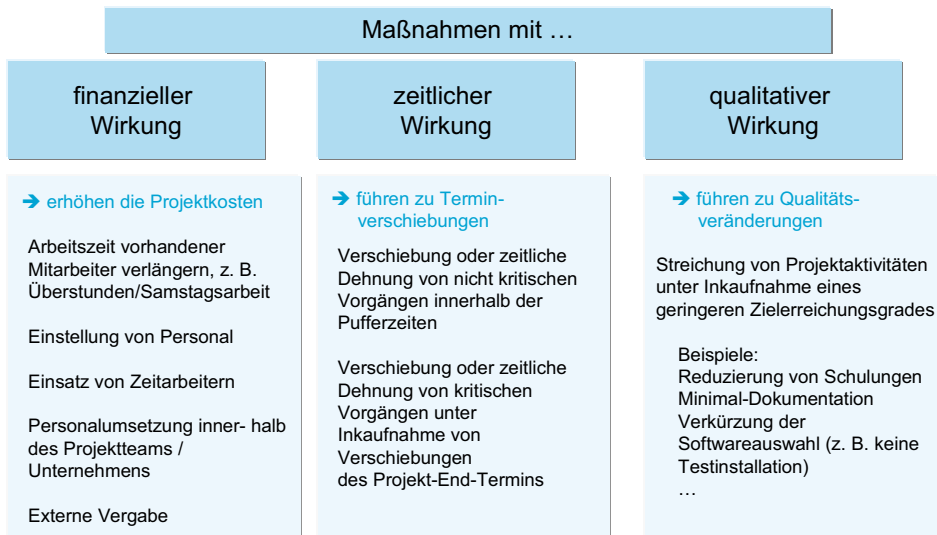 Maßnahmen mit …
finanzieller
Wirkung
➔ erhöhen die Projektkosten
Arbeitszeit vorhandener
Mitarbeiter verlängern, z. B.
Überstunden/Samstagsarbeit
Einstellung von Personal
Einsatz von Zeitarbeitern
Personalumsetzung inner- halb
des Projektteams /
Unternehmens
Externe Vergabe
zeitlicher
Wirkung
➔ führen zu Termin-
verschiebungen
Verschiebung oder zeitliche
Dehnung von nicht kritischen
Vorgängen innerhalb der
Pufferzeiten
Verschiebung oder zeitliche
Dehnung von kritischen
Vorgängen unter
Inkaufnahme von
Verschiebungen
des Projekt-End-Termins
qualitativer
Wirkung
➔ führen zu Qualitäts-
veränderungen
Streichung von Projektaktivitäten
unter Inkaufnahme eines
geringeren Zielerreichungsgrades
Beispiele:
Reduzierung von Schulungen
Minimal-Dokumentation
Verkürzung der
Softwareauswahl (z. B. keine
Testinstallation)
…